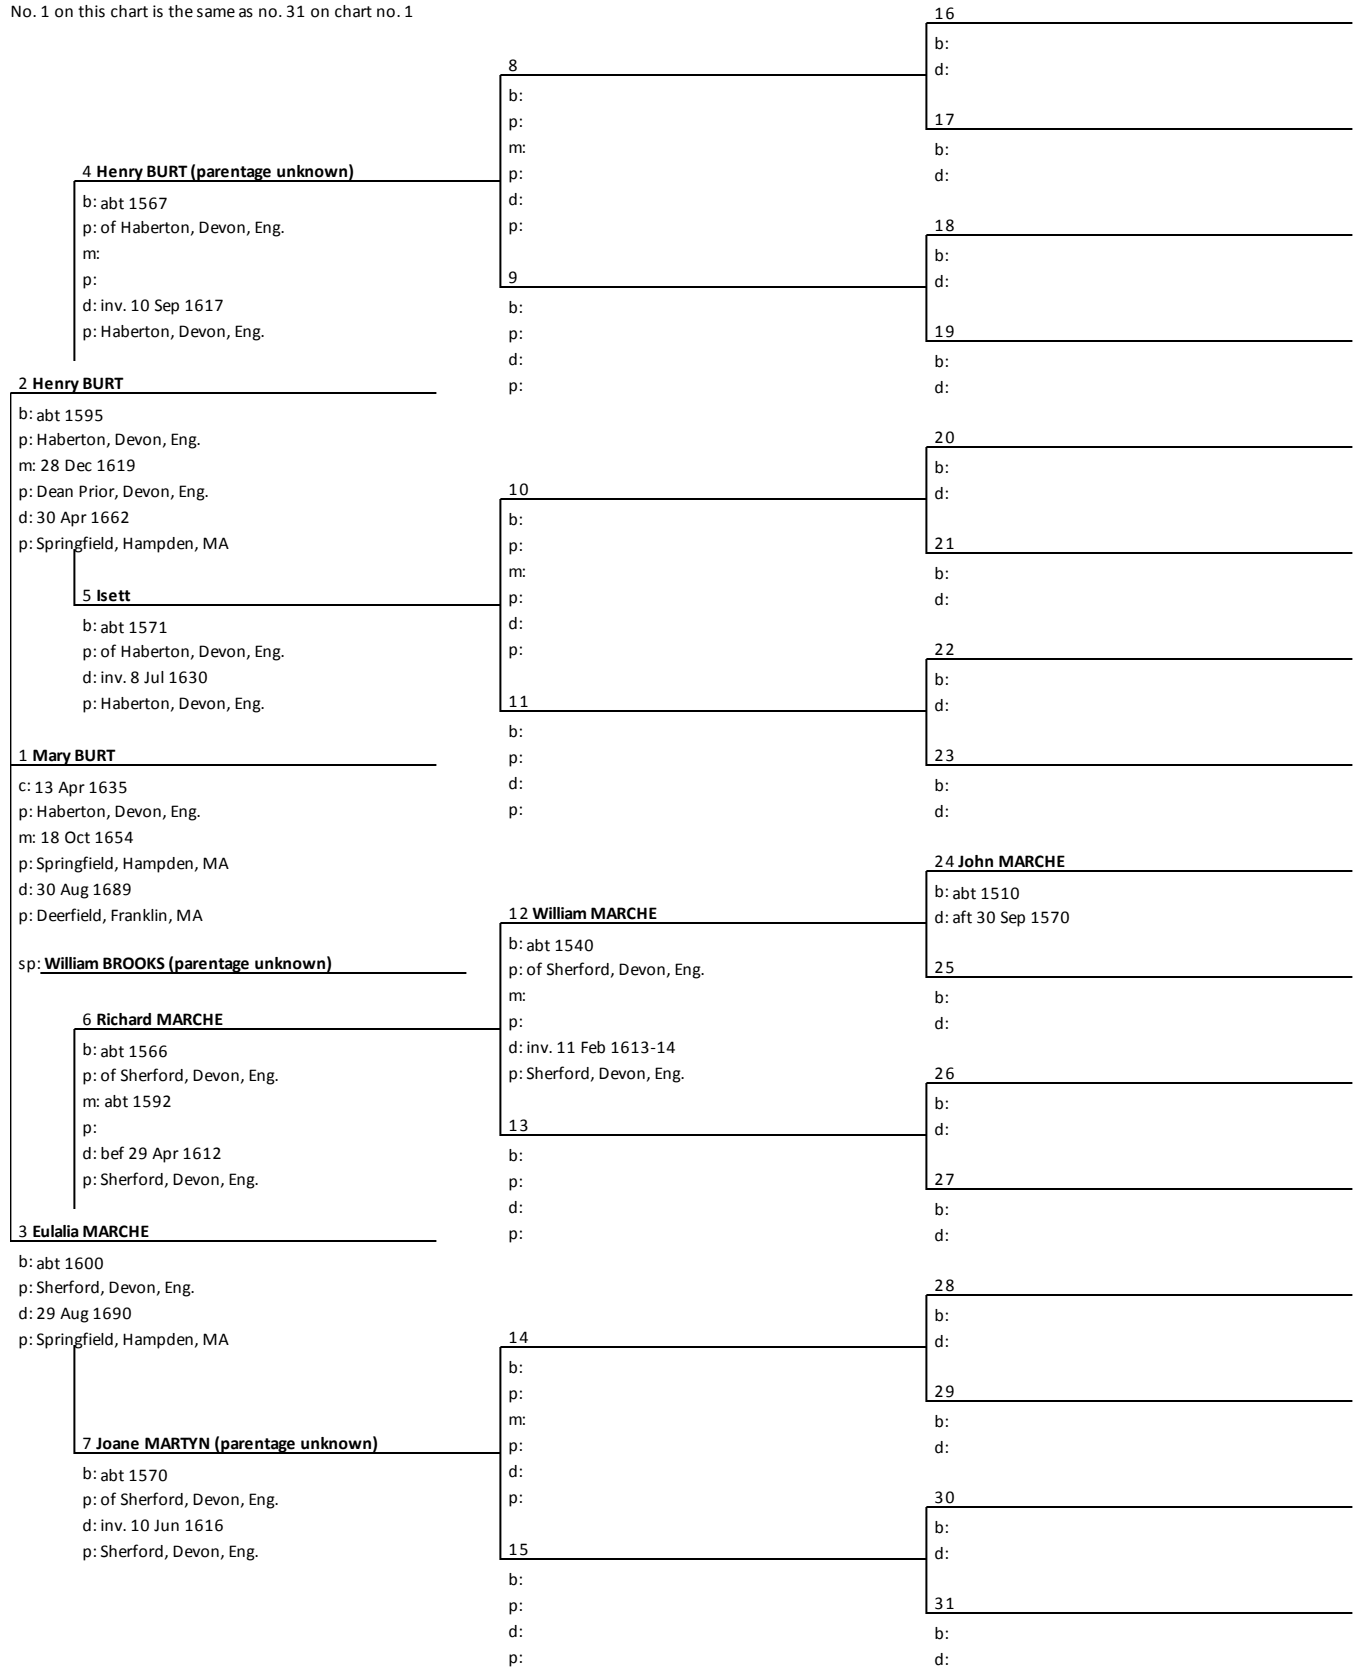 No. 1 on this chart is the same as no. 31 on chart no. 1
4 Henry BURT (parentage unknown)
b: abt 1567
p: of Haberton, Devon, Eng.
m:
p:
d: inv. 10 Sep 1617
p: Haberton, Devon, Eng.
2 Henry BURT
b: abt 1595
p: Haberton, Devon, Eng.
m: 28 Dec 1619
p: Dean Prior, Devon, Eng.
d: 30 Apr 1662
p: Springfield, Hampden, MA
5 Isett
b: abt 1571
p: of Haberton, Devon, Eng.
d: inv. 8 Jul 1630
p: Haberton, Devon, Eng.
1 Mary BURT
c: 13 Apr 1635
p: Haberton, Devon, Eng.
m: 18 Oct 1654
p: Springfield, Hampden, MA
d: 30 Aug 1689
p: Deerfield, Franklin, MA
sp: William BROOKS (parentage unknown)
6 Richard MARCHE
b: abt 1566
p: of Sherford, Devon, Eng.
m: abt 1592
p:
d: bef 29 Apr 1612
p: Sherford, Devon, Eng.
3 Eulalia MARCHE
b: abt 1600
p: Sherford, Devon, Eng.
d: 29 Aug 1690
p: Springfield, Hampden, MA
7 Joane MARTYN (parentage unknown)
b: abt 1570
p: of Sherford, Devon, Eng.
d: inv. 10 Jun 1616
p: Sherford, Devon, Eng.
8
b:
p:
m:
p:
d:
p:
9
b:
p:
d:
p:
10
b:
p:
m:
p:
d:
p:
11
b:
p:
d:
p:
12 William MARCHE
b: abt 1540
p: of Sherford, Devon, Eng.
m:
p:
d: inv. 11 Feb 1613-14
p: Sherford, Devon, Eng.
13
b:
p:
d:
p:
14
b:
p:
m:
p:
d:
p:
15
b:
p:
d:
p:
16
b:
d:
17
b:
d:
18
b:
d:
19
b:
d:
20
b:
d:
21
b:
d:
22
b:
d:
23
b:
d:
24 John MARCHE
b: abt 1510
d: aft 30 Sep 1570
25
b:
d:
26
b:
d:
27
b:
d:
28
b:
d:
29
b:
d:
30
b:
d:
31
b:
d: